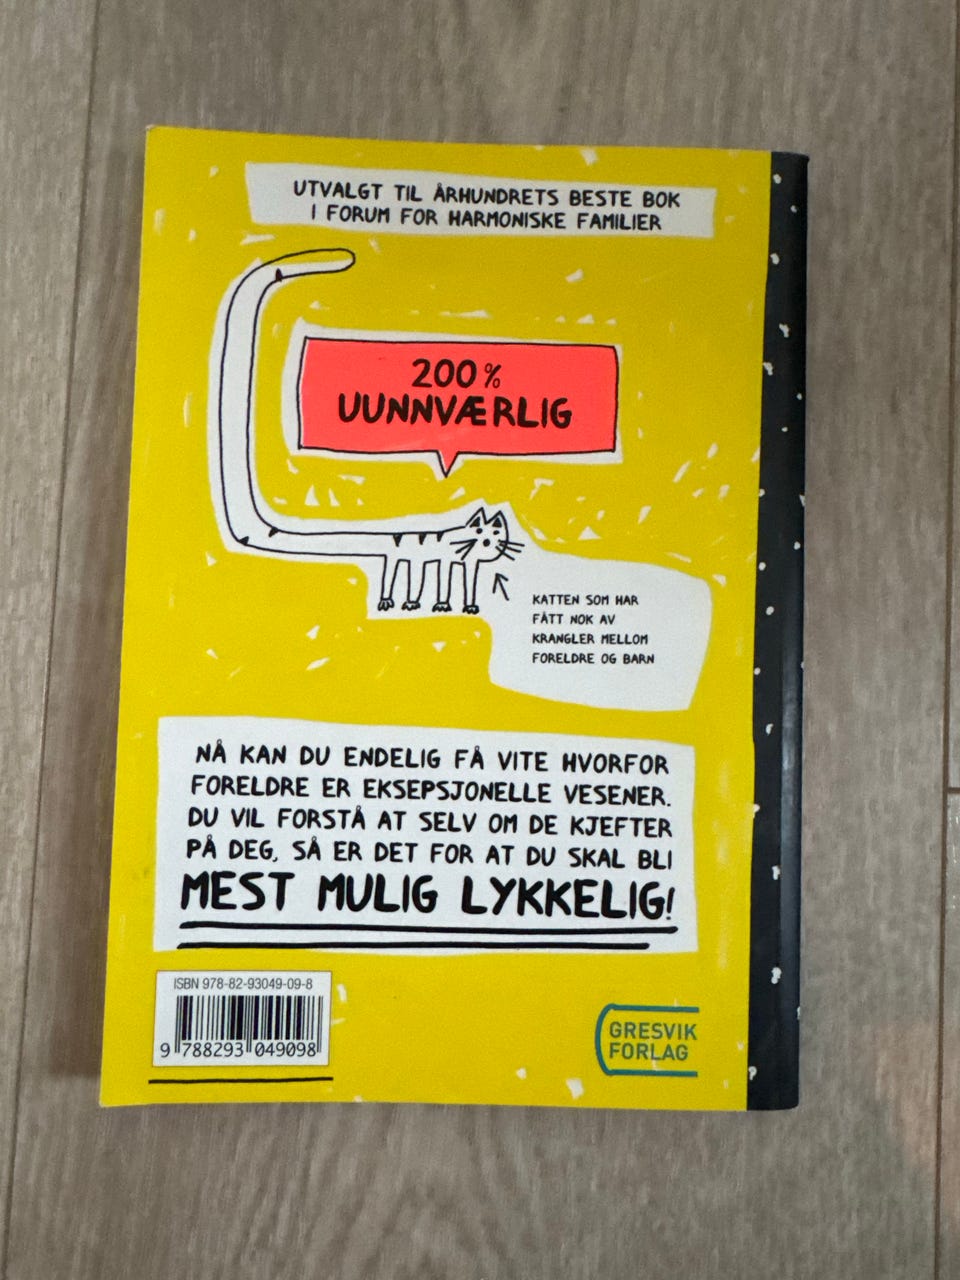 UTVALGT TIL ÅRHUNDRETS BESTE BOK
I FORUM FOR HARMONISKE FAMILIER
200%
UUNNVÆRLIG
KATTEN SOM HAR
FÅTT NOK AV
KRANGLER MELLOM
FORELDRE OG BARN
NÅ KAN DU ENDELIG FÅ VITE HVORFOR
FORELDRE ER EKSEPSJONELLE VESENER.
DU VIL FORSTÅ AT SELV OM DE KJEFTER
PÅ DEG, SÅ ER DET FOR AT DU SKAL BLI
MEST MULIG LYKKELIG!
ISBN 978-82-93049-09-8
9 788293 049098
GRESVIK
FORLAG